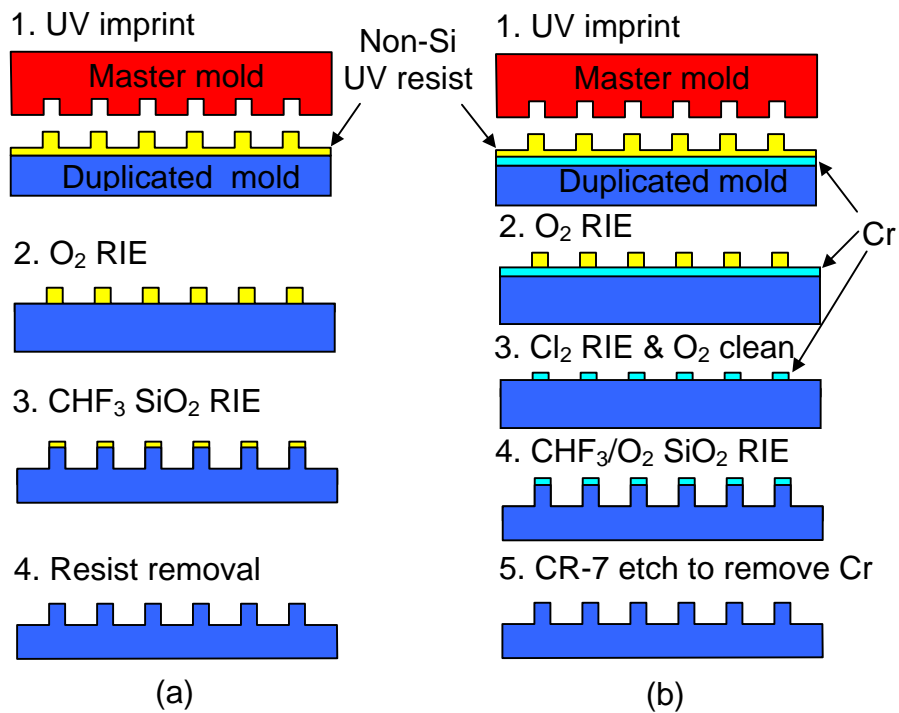 1. UV imprint
Master mold
Non-Si
UV resist
Duplicated mold
2. O₂ RIE
3. CHF₃ SiO₂ RIE
4. Resist removal
(a)
1. UV imprint
Master mold
Duplicated mold
Cr
2. O₂ RIE
3. Cl₂ RIE & O₂ clean
4. CHF₃/O₂ SiO₂ RIE
5. CR-7 etch to remove Cr
(b)